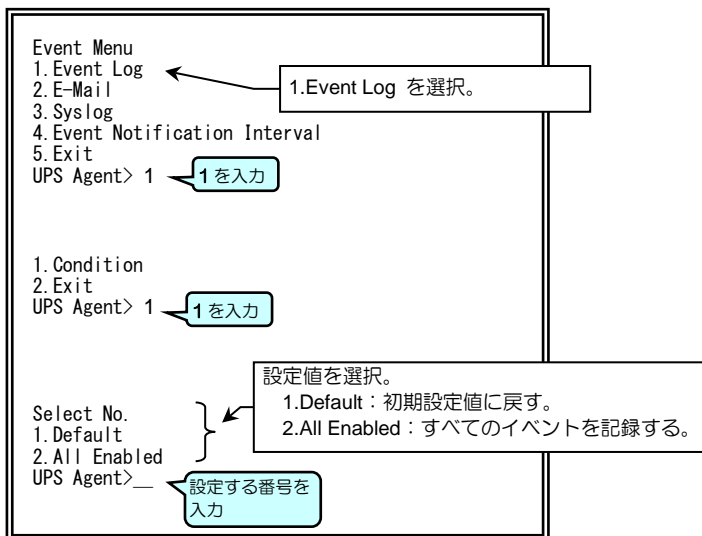 Event Menu
1.Event Log
1.Event Log を選択。
2.E-Mail
3.Syslog
4.Event Notification Interval
5.Exit
UPS Agent> 1
1 を入力
1.Condition
2.Exit
UPS Agent> 1
1 を入力
設定値を選択。
1.Default：初期設定値に戻す。
2.All Enabled：すべてのイベントを記録する。
Select No.
1.Default
2.All Enabled
UPS Agent>__
設定する番号を
入力